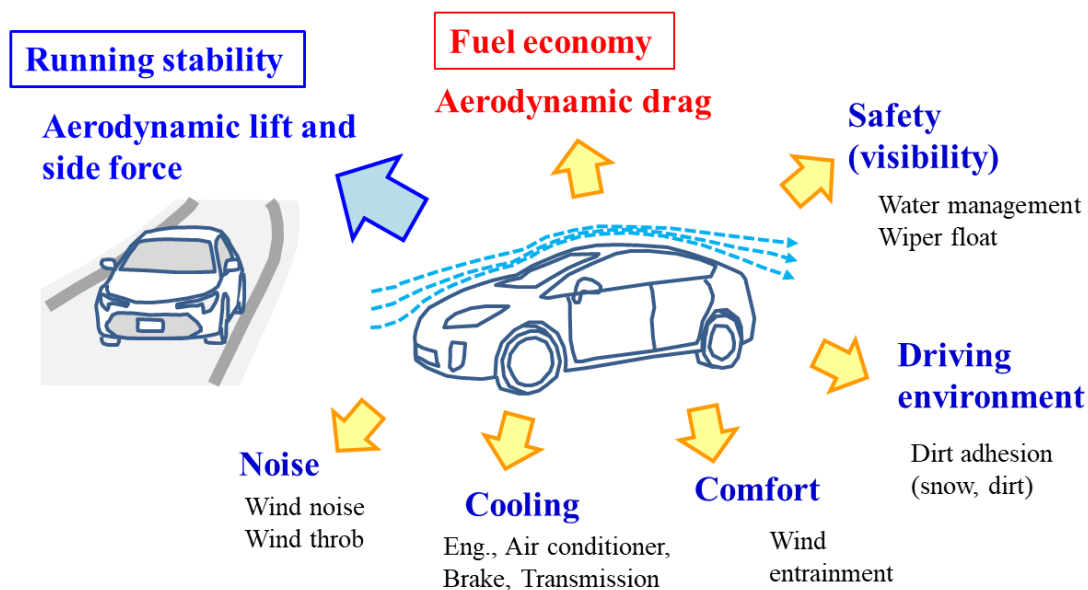 Running stability
Aerodynamic lift and
side force
Fuel economy
Aerodynamic drag
Safety
(visibility)
Water management
Wiper float
Driving
environment
Dirt adhesion
(snow, dirt)
Noise
Wind noise
Wind throb
Cooling
Eng., Air conditioner,
Brake, Transmission
Comfort
Wind
entrainment